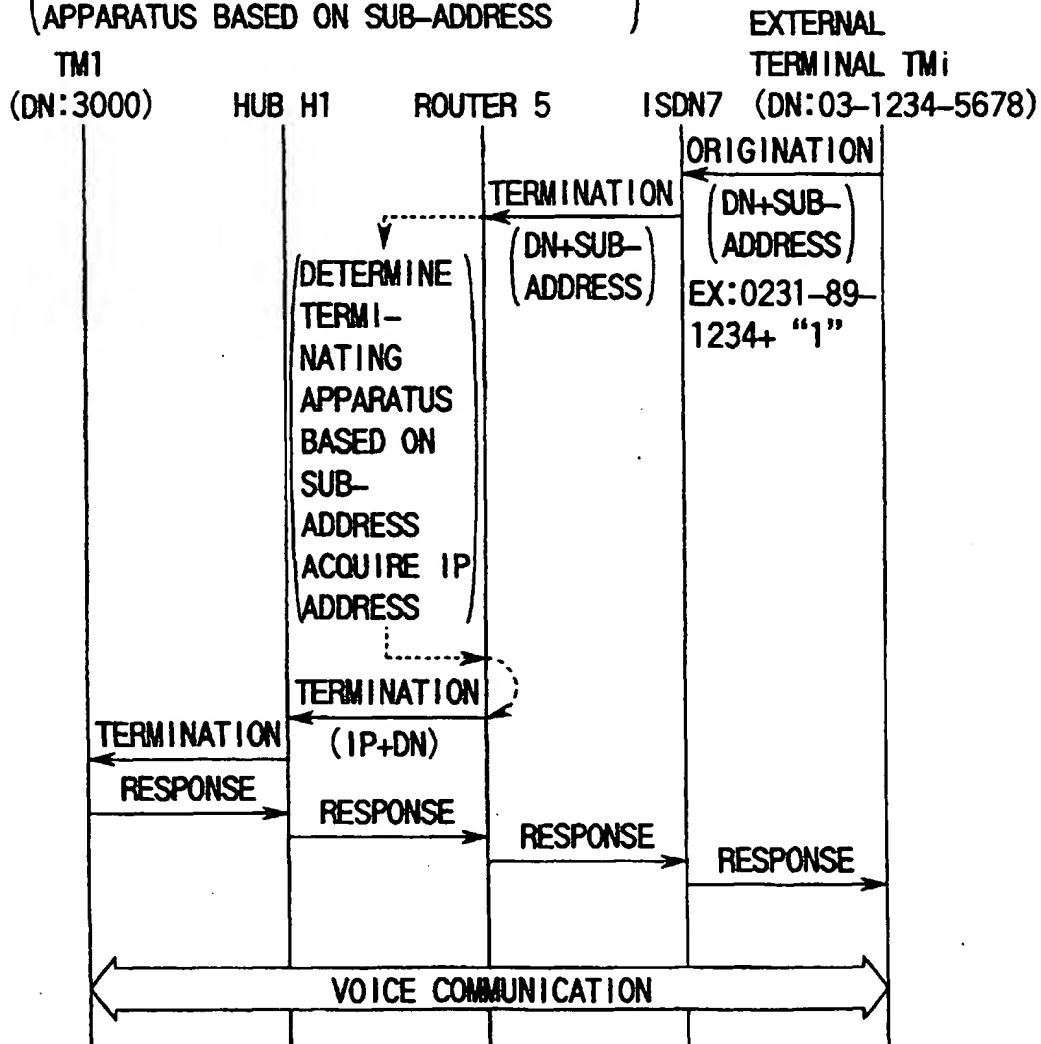 APPARATUS BASED ON SUB-ADDRESS
EXTERNAL
TERMINAL TMi
TM1
(DN:3000)
HUB H1
ROUTER 5
ISDN7
(DN:03-1234-5678)
ORIGINATION
(DN+SUB-
ADDRESS)
EX:0231-89-
1234+ “1”
TERMINATION
(DN+SUB-
ADDRESS)
(DETERMINE
TERMI-
NATING
APPARATUS
BASED ON
SUB-
ADDRESS
ACQUIRE IP
ADDRESS)
TERMINATION
(IP+DN)
TERMINATION
RESPONSE
RESPONSE
RESPONSE
RESPONSE
VOICE COMMUNICATION